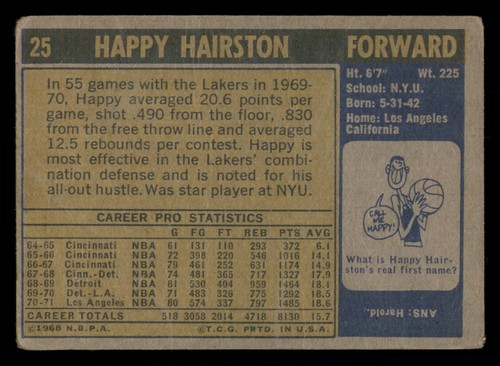 25
HAPPY HAIRSTON
FORWARD
In 55 games with the Lakers in 1969-
70, Happy averaged 20.6 points per
game, shot .490 from the floor, .830
from the free throw line and averaged
12.5 rebounds per contest. Happy is
most effective in the Lakers' combi-
nation defense and is noted for his
all-out hustle. Was star player at NYU.
Ht. 6'7" Wt. 225
School: N.Y.U.
Born: 5-31-42
Home: Los Angeles
California
CALL
ME
HAPPY!
What is Happy Hair-
ston's real first name?
ANS: Harold.
CAREER PRO STATISTICS
G FG FT REB PTS AVG
64-65 Cincinnati NBA 61 131 110 293 372 6.1
65-66 Cincinnati NBA 72 398 220 546 1016 14.1
66-67 Cincinnati NBA 79 461 252 631 1174 14.9
67-68 Cinn.-Det. NBA 74 481 365 717 1327 17.9
68-69 Detroit NBA 81 530 404 959 1464 18.1
69-70 Det.-L.A. NBA 71 483 326 775 1292 18.5
70-71 Los Angeles NBA 80 574 337 797 1485 18.6
CAREER TOTALS 518 3058 2014 4718 8130 15.7
©1968 N.B.P.A. ©T.C.G. PRTD. IN U.S.A.